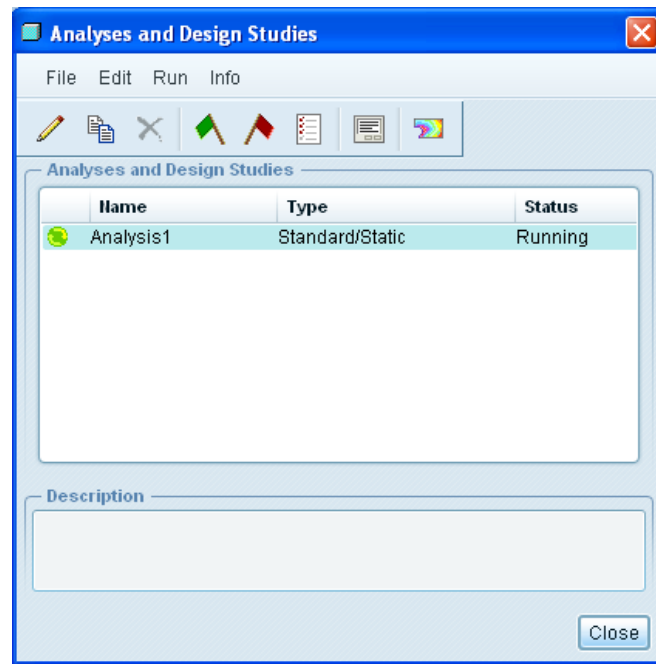 Analyses and Design Studies
File Edit Run Info
Analyses and Design Studies
Name Type Status
Analysis1 Standard/Static Running
Description
Close